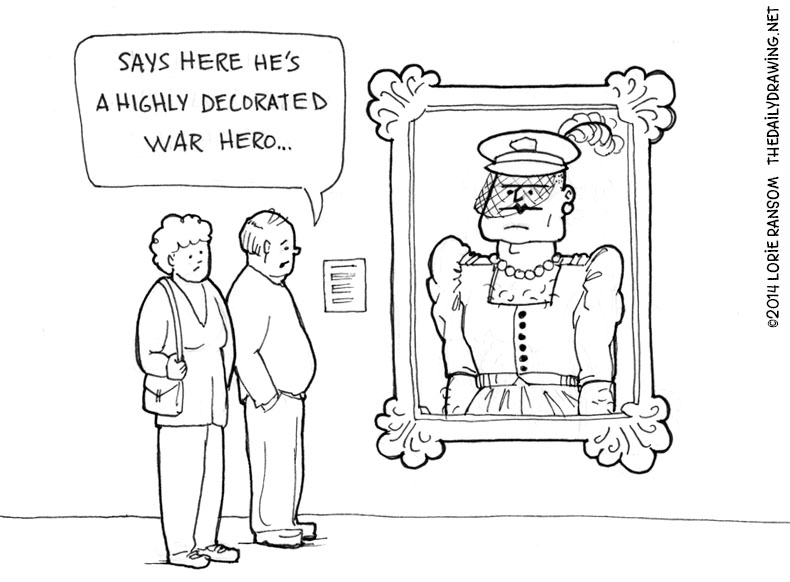 SAYS HERE HE'S
A HIGHLY DECORATED
WAR HERO...
©2014 LORIE RANSOM THEDAILYDRAWING.NET